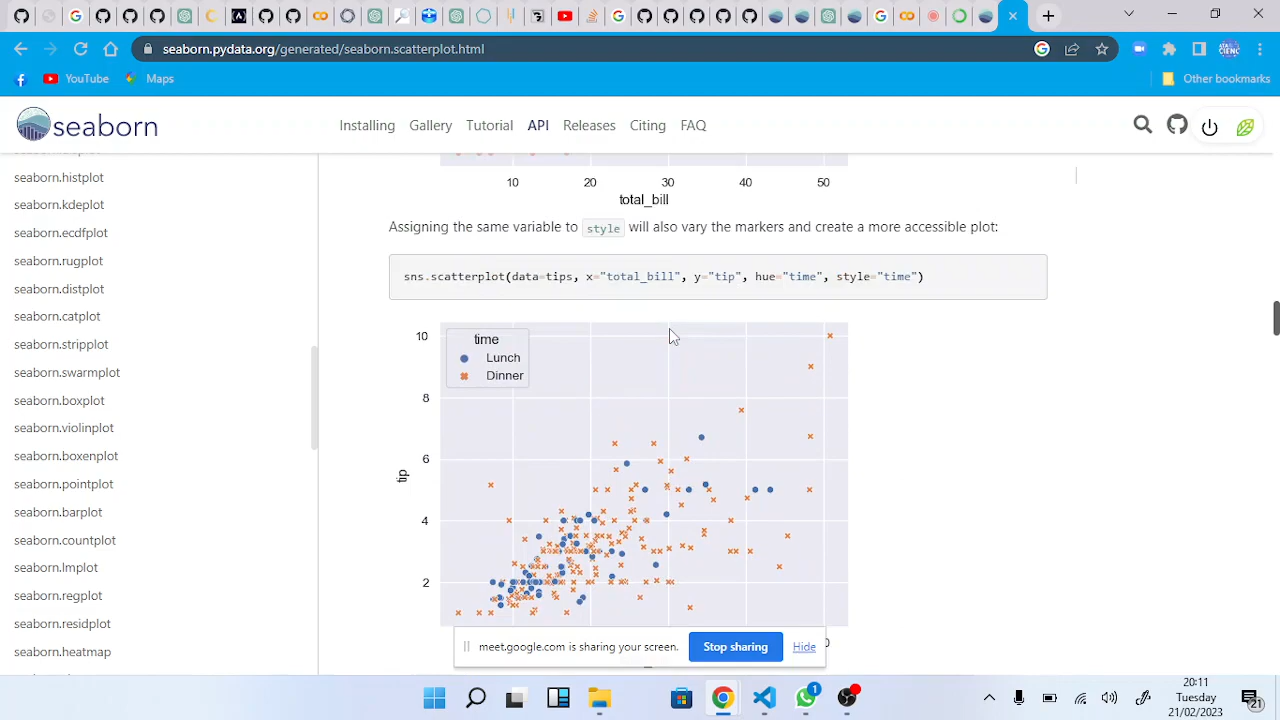 seaborn.pydata.org/generated/seaborn.scatterplot.html
YouTube
Maps
Other bookmarks
seaborn
Installing
Gallery
Tutorial
API
Releases
Citing
FAQ
seaborn.histplot
seaborn.kdeplot
seaborn.ecdfplot
seaborn.rugplot
seaborn.distplot
seaborn.catplot
seaborn.stripplot
seaborn.swarmplot
seaborn.boxplot
seaborn.violinplot
seaborn.boxenplot
seaborn.pointplot
seaborn.barplot
seaborn.countplot
seaborn.lmplot
seaborn.regplot
seaborn.residplot
seaborn.heatmap
10 20 30 40 50
total_bill
Assigning the same variable to style will also vary the markers and create a more accessible plot:
sns.scatterplot(data=tips, x="total_bill", y="tip", hue="time", style="time")
time
Lunch
Dinner
10
8
6
4
2
tip
0
meet.google.com is sharing your screen.
Stop sharing
Hide
1
20:11
Tuesday
21/02/2023
21